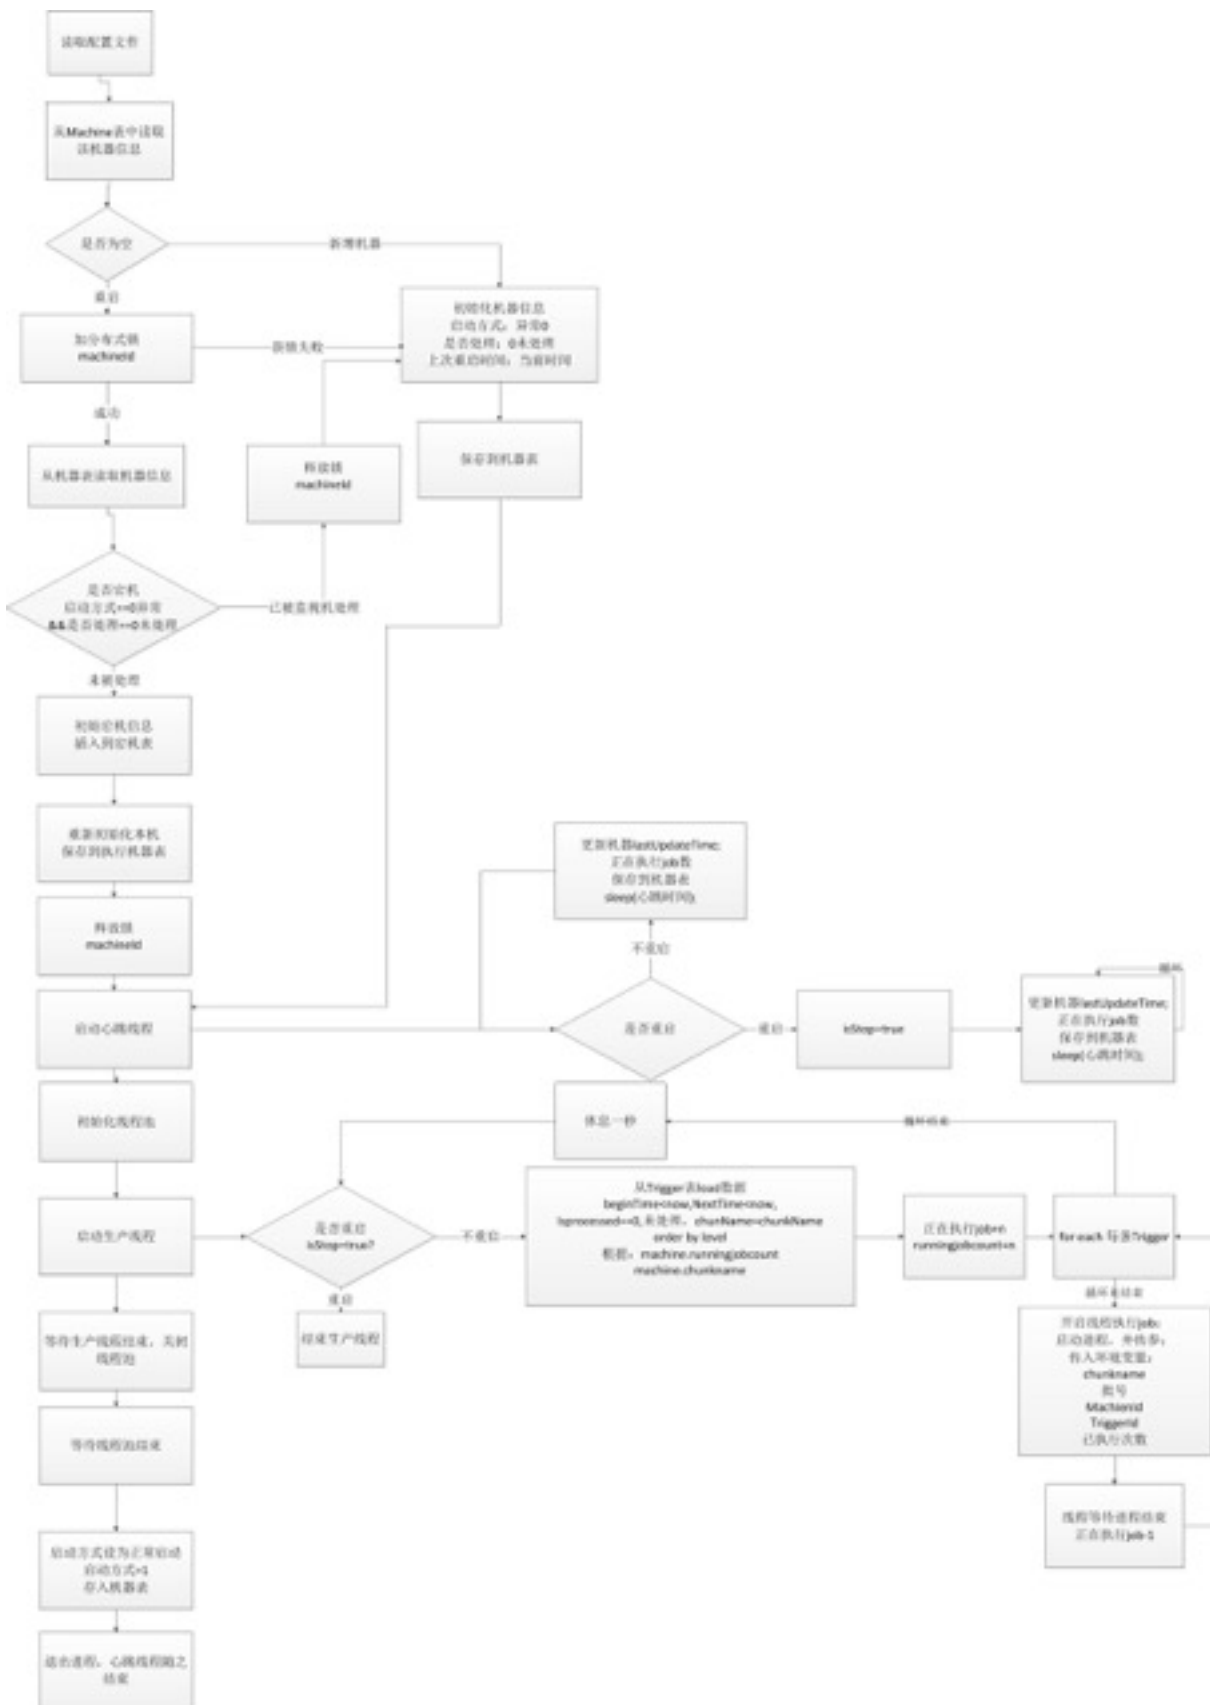 读取配置文件
从Machine表中读取
该机器信息
是否为空
新增机器
重启
加分布式锁
machineId
获锁失败
初始化机器信息
启动方式：异常0
是否处理：0未处理
上次重启时间：当前时间
成功
从机器表读取机器信息
释放锁
machineId
保存到机器表
是否宕机
启动方式==0异常
&&是否处理==0未处理
已被监视机处理
未被处理
初始宕机信息
插入到宕机表
重新初始化本机
保存到执行机器表
释放锁
machineId
更新机器lastUpdateTime;
正在执行job数
保存到机器表
sleep(心跳时间);
不重启
启动心跳线程
是否重启
重启
isStop=true
循环
更新机器lastUpdateTime;
正在执行job数
保存到机器表
sleep(心跳时间);
初始化线程池
休息一秒
循环结束
启动生产线程
是否重启
isStop=true?
不重启
从Trigger表load数据
beginTime<now,NextTime<now,
Isprocessed==0,未处理，chunName=chunkName
order by level
根据：machine.runningjobcount
machine.chunkname
正在执行job+n
runningjobcount+n
for each 每条Trigger
重启
结束生产线程
循环未结束
开启线程执行job:
启动进程，并传参；
传入环境变量：
chunkname
批号
MachienId
TriggerId
已执行次数
等待生产线程结束，关闭
线程池
等待线程池结束
线程等待进程结束
正在执行job-1
启动方式设为正常启动
启动方式=1
存入机器表
退出进程，心跳线程随之
结束